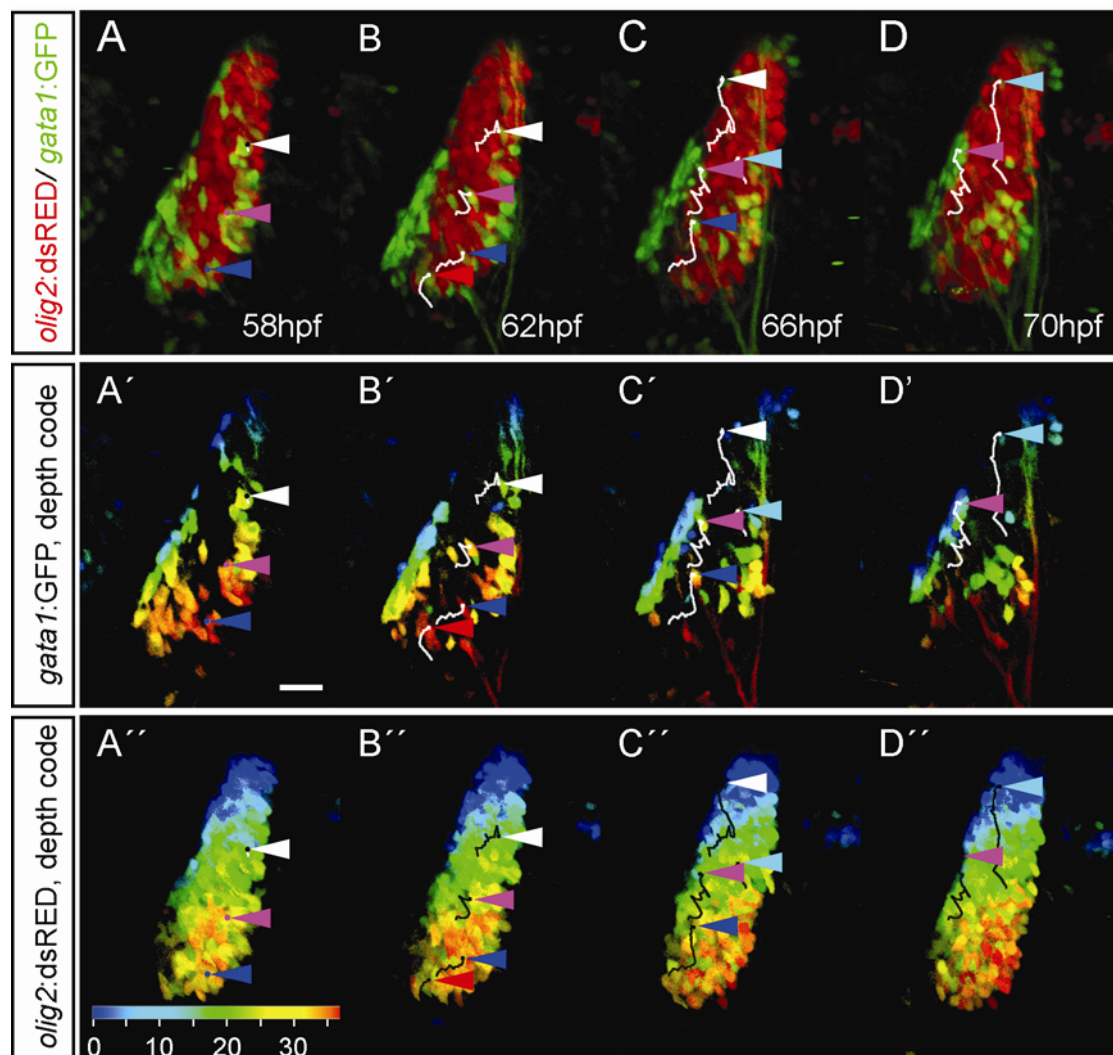 olig2:dsRED/gata1:GFP
A
B
C
D
58hpf
62hpf
66hpf
70hpf
gata1:GFP, depth code
A´
B´
C´
D’
olig2:dsRED, depth code
A´´
B´´
C´´
D´´
0 10 20 30